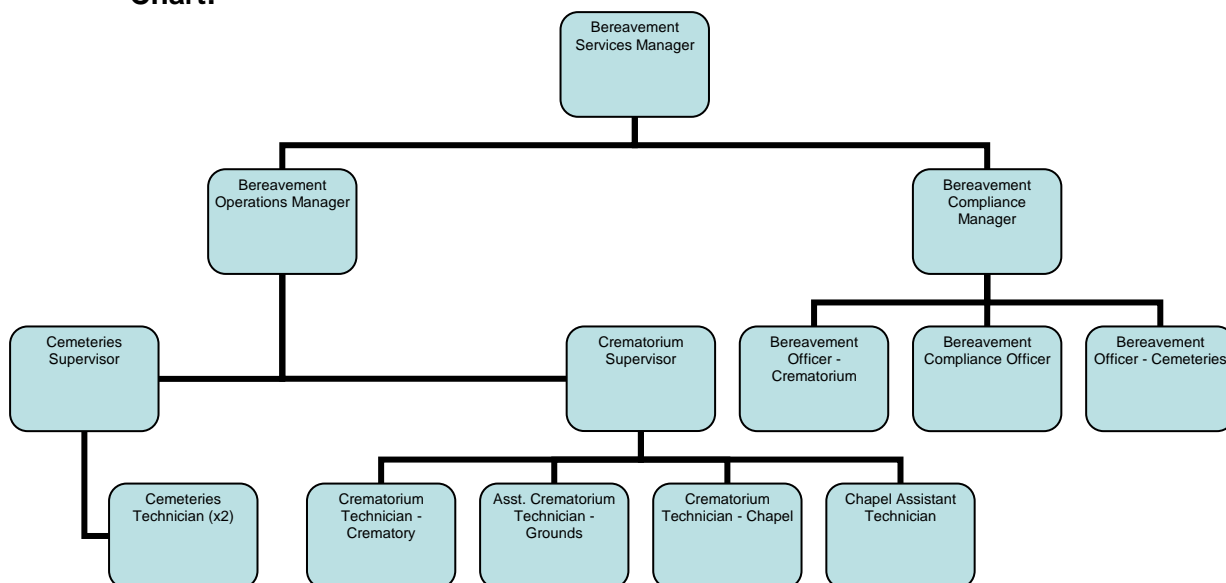 Chart:
Bereavement
Services Manager
Bereavement
Operations Manager
Bereavement
Compliance
Manager
Cemeteries
Supervisor
Crematorium
Supervisor
Bereavement
Officer -
Crematorium
Bereavement
Compliance Officer
Bereavement
Officer - Cemeteries
Cemeteries
Technician (x2)
Crematorium
Technician -
Crematory
Asst. Crematorium
Technician -
Grounds
Crematorium
Technician - Chapel
Chapel Assistant
Technician